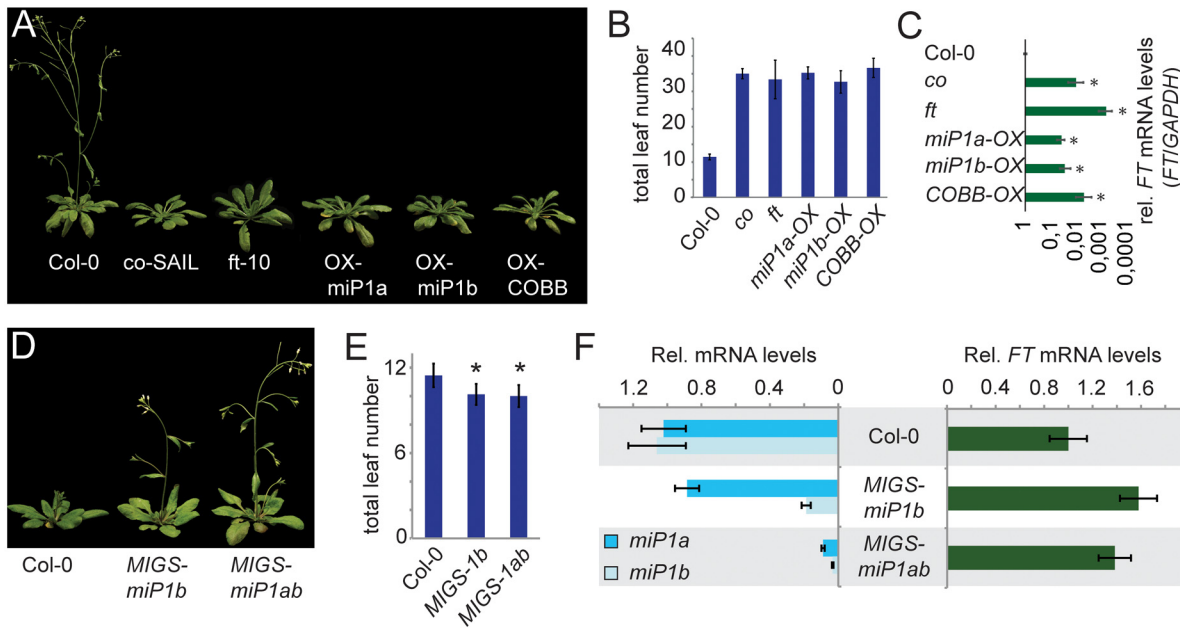 A
Col-0
co-SAIL
ft-10
OX-
miP1a
OX-
miP1b
OX-
COBB
B
total leaf number
40
30
30
20
10
0
Col-0
co
ft
miP1a-OX
miP1b-OX
COBB-OX
C
Col-0
co
*
ft
*
miP1a-OX
*
miP1b-OX
*
COBB-OX
*
1
0,1
0,01
0,001
0,0001
rel. FT mRNA levels
(FT/GAPDH)
D
Col-0
MIGS-
miP1b
MIGS-
miP1ab
E
total leaf number
12
8
4
0
* *
Col-0
MIGS-1b
MIGS-1ab
F
Rel. mRNA levels
1.2 0.8 0.4 0
Rel. FT mRNA levels
0 0.4 0.8 1.2 1.6
Col-0
MIGS-
miP1b
MIGS-
miP1ab
miP1a
miP1b